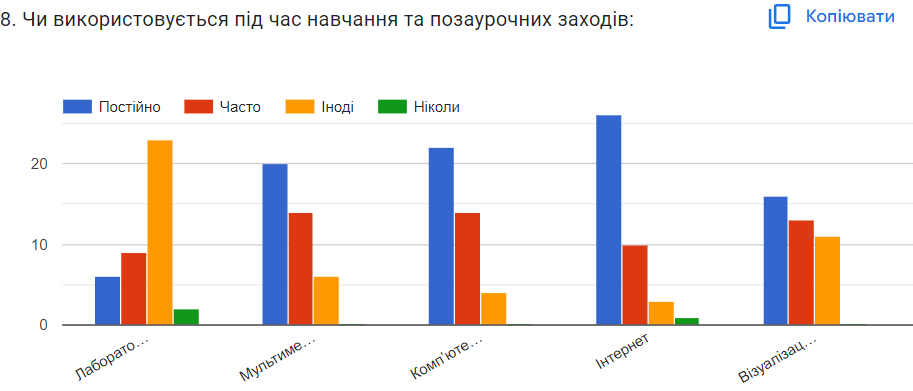 8. Чи використовується під час навчання та позаурочних заходів:
Копіювати
Постійно Часто Іноді Ніколи
20
10
0
Лаборато...
Мультиме...
Комп'юте...
Інтернет
Візуалізац...